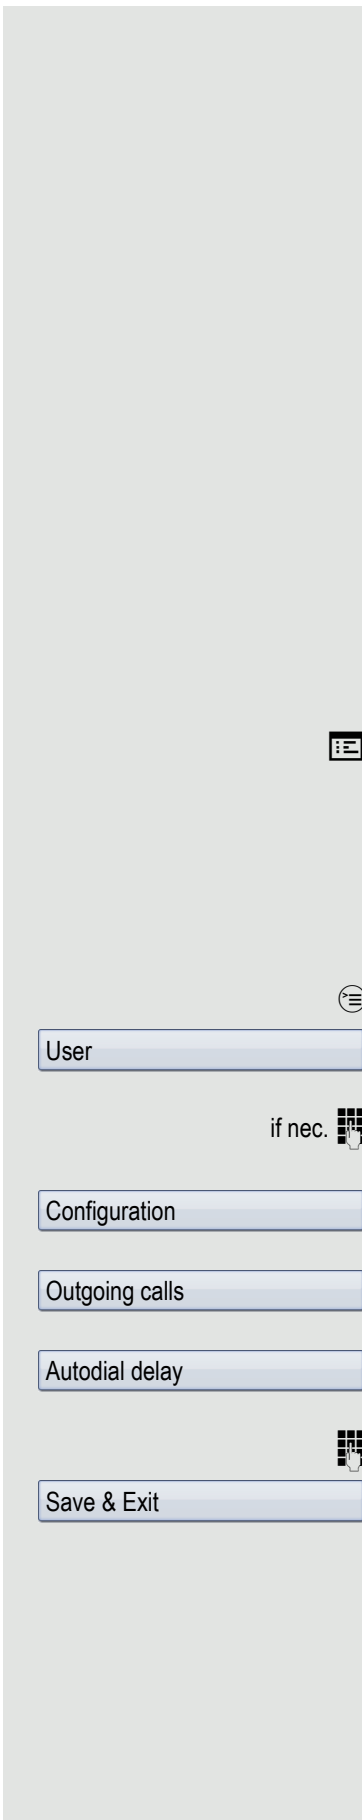 User
if nec.
Configuration
Outgoing calls
Autodial delay
Save & Exit